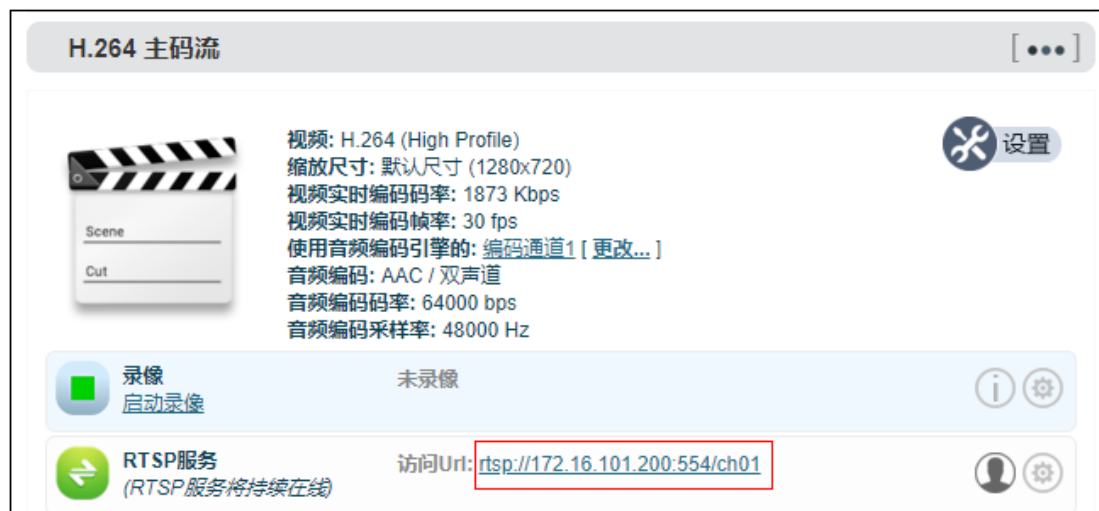 H.264 主码流
[ ••• ]
视频: H.264 (High Profile)
设置
缩放尺寸: 默认尺寸 (1280x720)
视频实时编码码率: 1873 Kbps
视频实时编码帧率: 30 fps
使用音频编码引擎的: 编码通道1 [ 更改... ]
音频编码: AAC / 双声道
音频编码码率: 64000 bps
音频编码采样率: 48000 Hz
Scene
Cut
录像
未录像
启动录像
RTSP服务
访问Url: rtsp://172.16.101.200:554/ch01
(RTSP服务将持续在线)